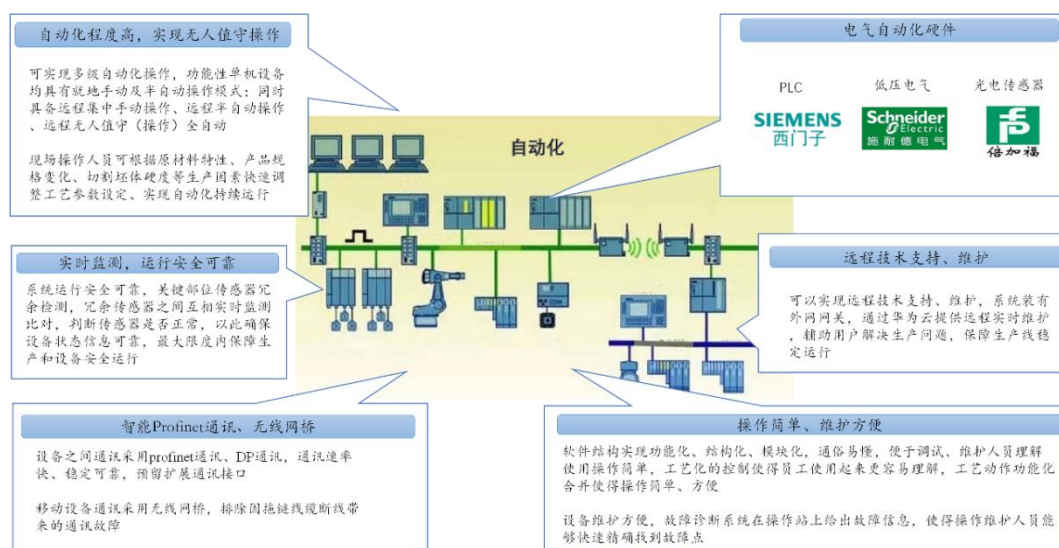 自动化程度高，实现无人值守操作
可实现多级自动化操作，功能性单机设备
均具有就地手动及半自动操作模式；同时
具备远程集中手动操作、远程半自动操作
、远程无人值守（操作）全自动
现场操作人员可根据原材料特性、产品规
格变化、切割坯体硬度等生产因素快速调
整工艺参数设定、实现自动化持续运行
电气自动化硬件
PLC
低压电气
光电传感器
SIEMENS
西门子
Schneider
Electric
施耐德电气
倍加福
自动化
实时监测，运行安全可靠
系统运行安全可靠，关键部位传感器冗
余检测，冗余传感器之间互相实时监测
比对，判断传感器是否正常，以此确保
设备状态信息可靠，最大限度内保障生
产和设备安全运行
远程技术支持、维护
可以实现远程技术支持、维护，系统装有
外网网关，通过华为云提供远程实时维护
，辅助用户解决生产问题，保障生产线稳
定运行
智能Profinet通讯、无线网桥
设备之间通讯采用profinet通讯、DP通讯，通讯速率
快、稳定可靠，预留扩展通讯接口
移动设备通讯采用无线网桥，排除因拖链线缆断线带
来的通讯故障
操作简单、维护方便
软件结构实现功能化、结构化、模块化，通俗易懂，便于调试、维护人员理解
使用操作简单，工艺化的控制使得员工使用起来更容易理解，工艺动作功能化
合并使得操作简单、方便
设备维护方便，故障诊断系统在操作站上给出故障信息，使得操作维护人员能
够快速精确找到故障点